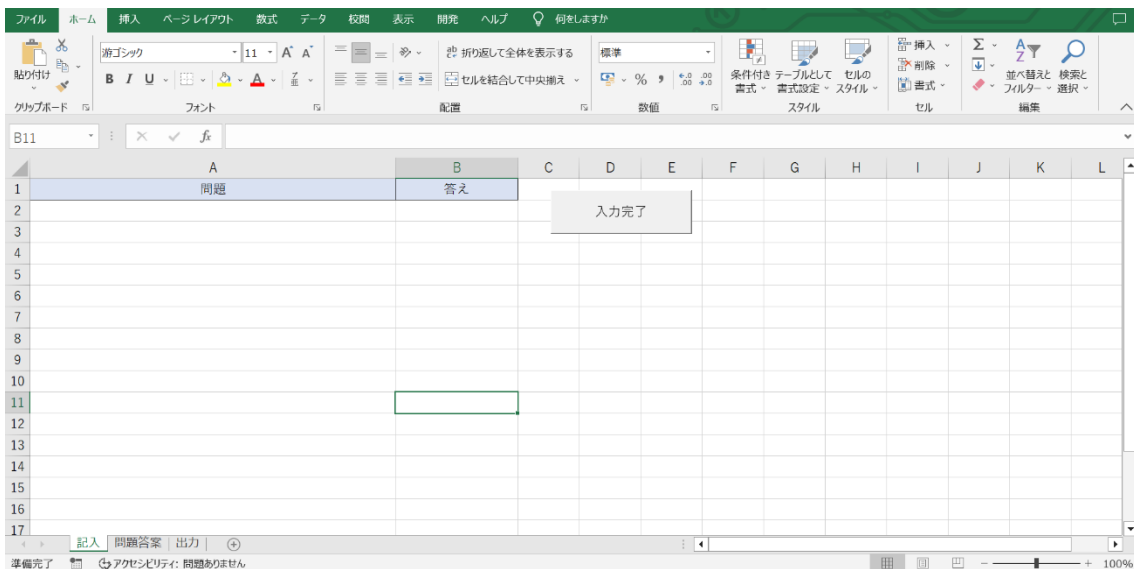 ファイル ホーム 挿入 ページ レイアウト 数式 データ 校閲 表示 開発 ヘルプ 何をしますか
貼り付け
クリップボード
游ゴシック 11 A A
B I U A 亜
フォント
ab 折り返して全体を表示する
セルを結合して中央揃え
配置
標準
% 9 .00 .00
数値
条件付き 書式
テーブルとして 書式設定
セルの スタイル
スタイル
挿入
削除
書式
セル
Σ
並べ替えと フィルター
検索と 選択
編集
B11 fx
A B C D E F G H I J K L
1 問題 答え
入力完了
2
3
4
5
6
7
8
9
10
11
12
13
14
15
16
17
記入 問題答案 出力
準備完了 アクセシビリティ: 問題ありません 100%